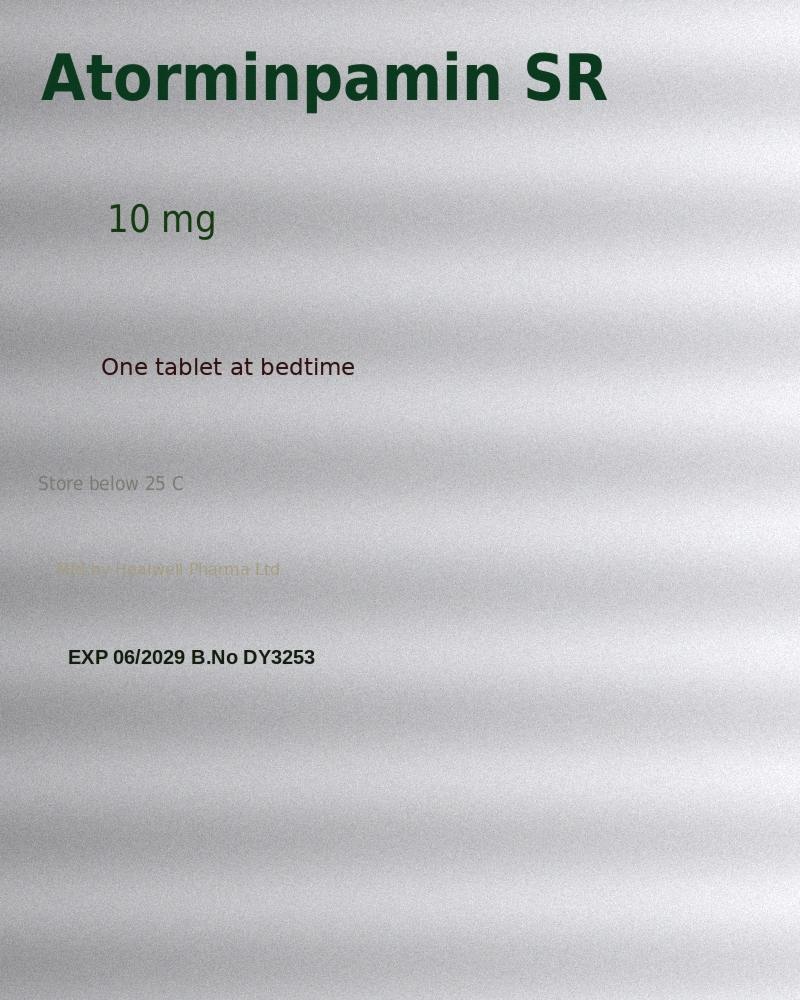 Atorminpamin SR
10 mg
One tablet at bedtime
Store below 25 C
Mfd by Healwell Pharma Ltd
EXP 06/2029 B.No DY3253